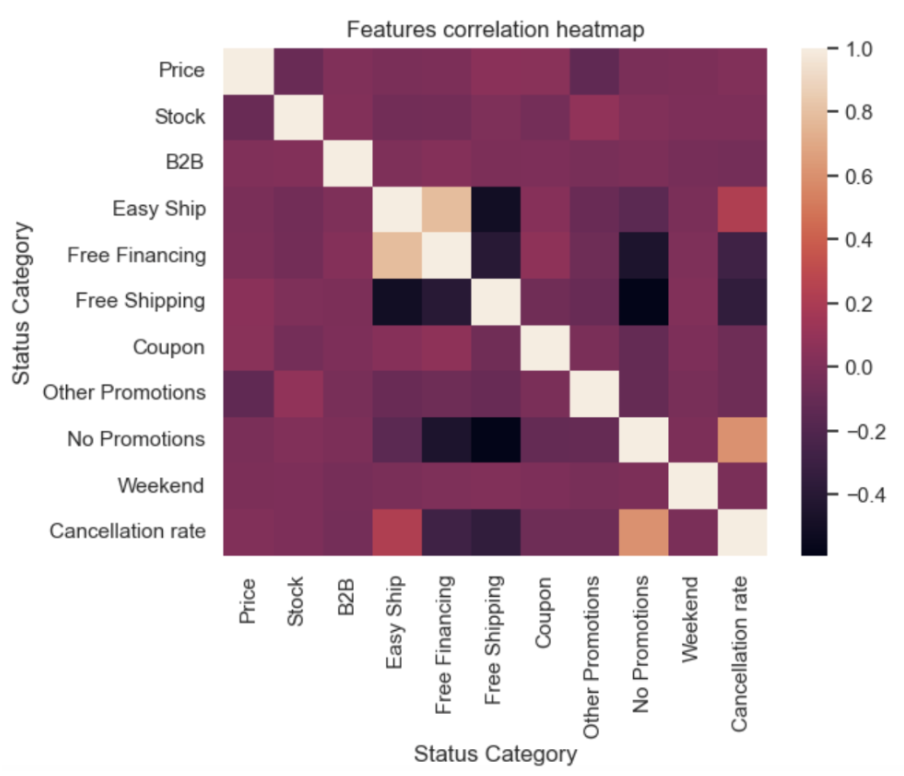 Features correlation heatmap
Price
Stock
B2B
Easy Ship
Free Financing
Free Shipping
Coupon
Other Promotions
No Promotions
Weekend
Cancellation rate
Status Category
Price
Stock
B2B
Easy Ship
Free Financing
Free Shipping
Coupon
Other Promotions
No Promotions
Weekend
Cancellation rate
Status Category
1.0
0.8
0.6
0.4
0.2
0.0
−0.2
−0.4